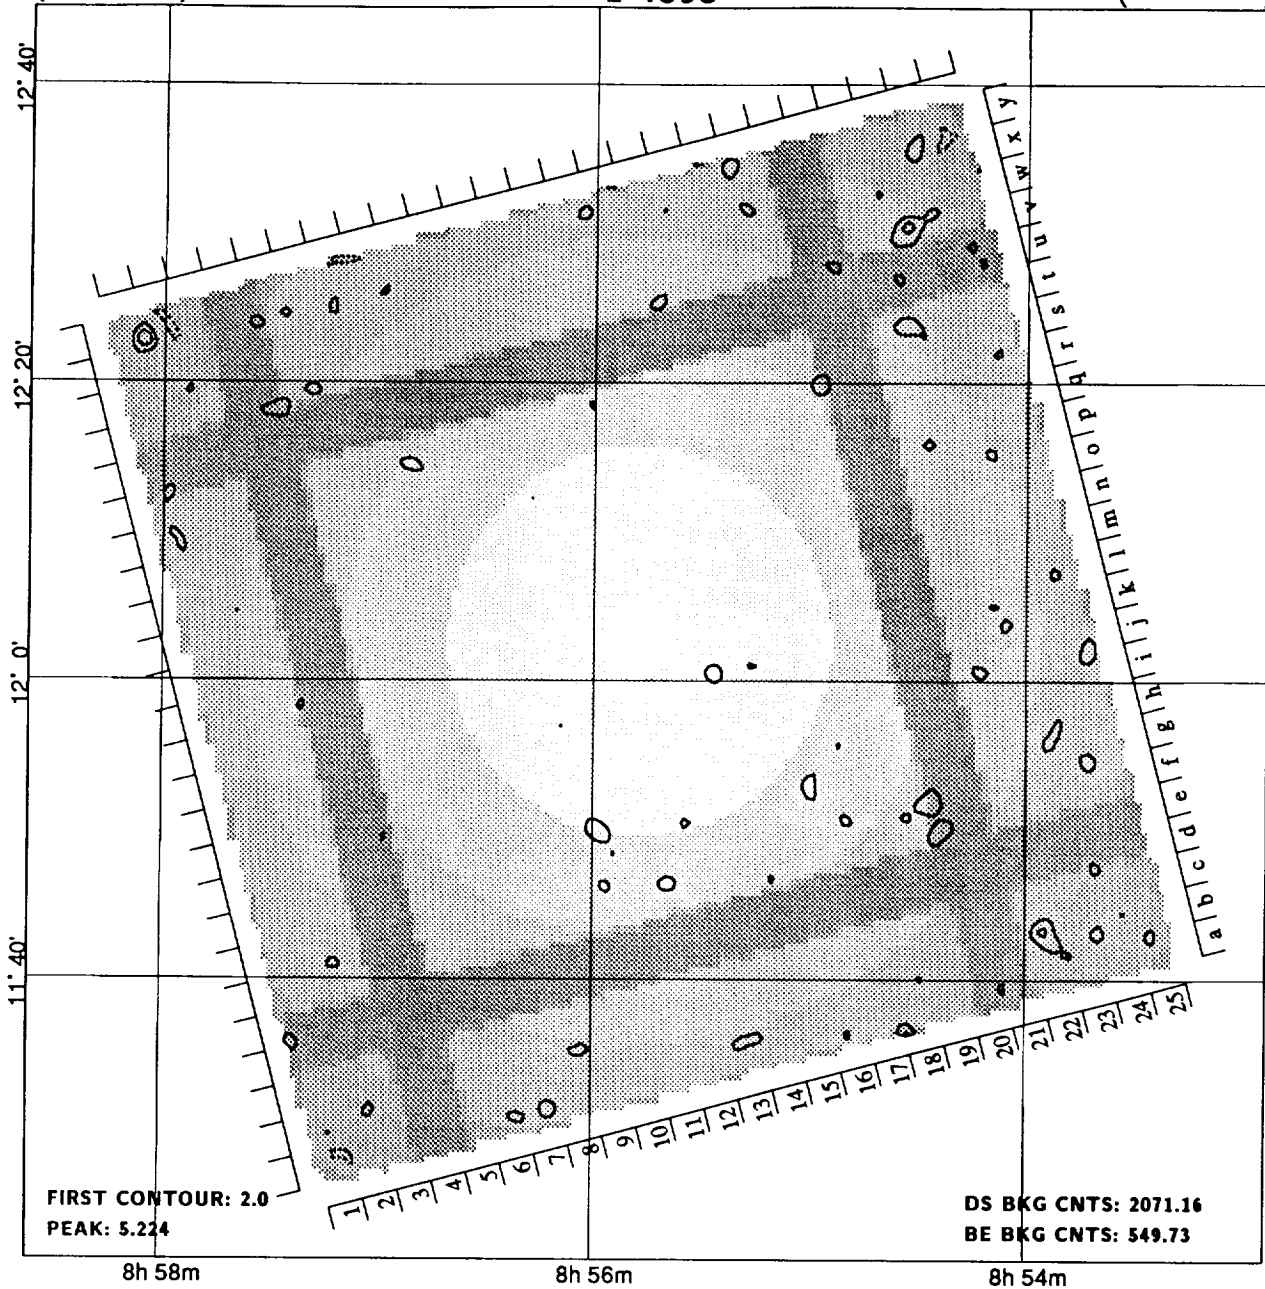 12° 40'
12° 20'
12° 0'
11° 40'
a b c d e f g h i j k l m n o p q r s t u v w x y
1 2 3 4 5 6 7 8 9 10 11 12 13 14 15 16 17 18 19 20 21 22 23 24 25
FIRST CONTOUR: 2.0
PEAK: 5.224
DS BKG CNTS: 2071.16
BE BKG CNTS: 549.73
8h 58m
8h 56m
8h 54m